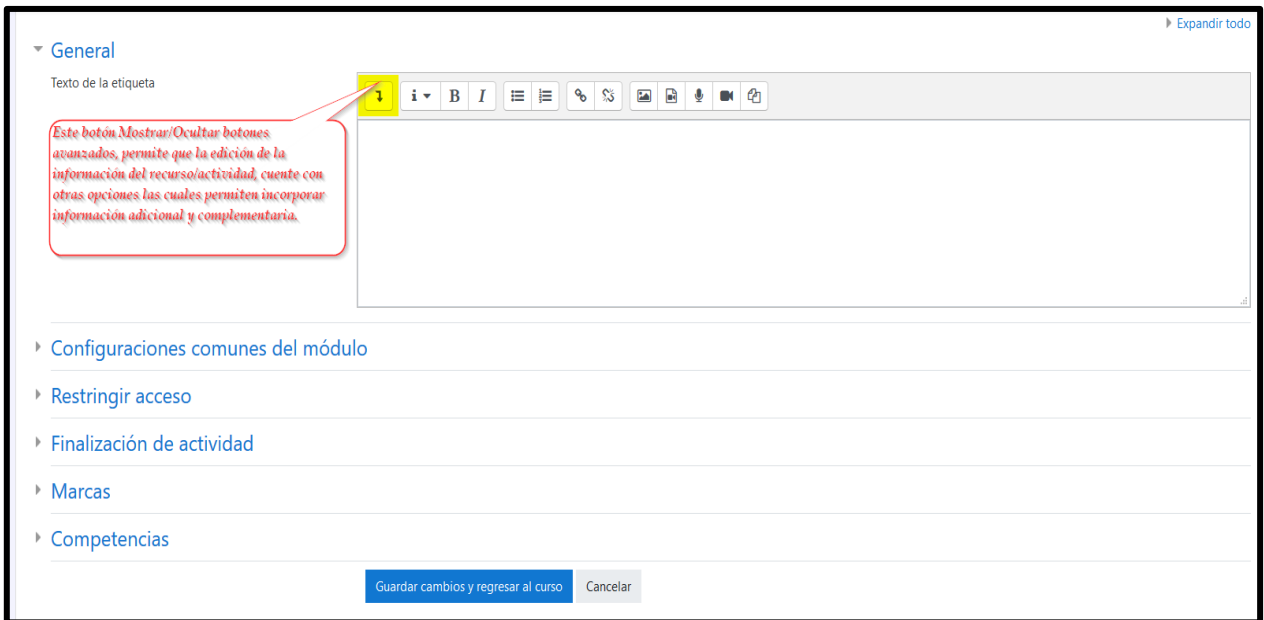 Expandir todo
General
Texto de la etiqueta
i B I
Este botón Mostrar/Ocultar botones
avanzados, permite que la edición de la
información del recurso/actividad, cuente con
otras opciones las cuales permiten incorporar
información adicional y complementaria.
Configuraciones comunes del módulo
Restringir acceso
Finalización de actividad
Marcas
Competencias
Guardar cambios y regresar al curso Cancelar